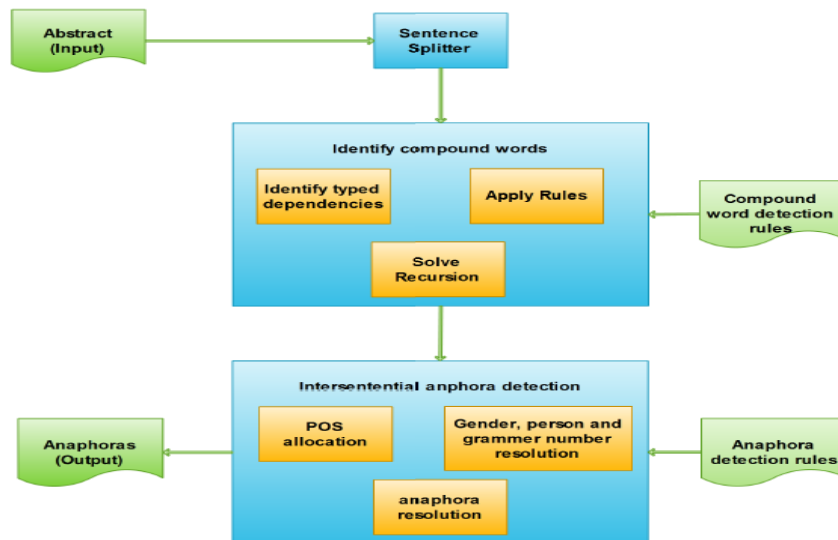 Abstract
(Input)
Sentence
Splitter
Identify compound words
Identify typed
dependencies
Apply Rules
Solve
Recursion
Compound
word detection
rules
Intersentential anphora detection
POS
allocation
Gender, person and
grammer number
resolution
anaphora
resolution
Anaphoras
(Output)
Anaphora
detection rules